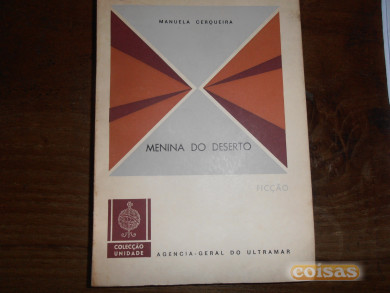 MANUELA CERQUEIRA
MENINA DO DESERTO
FICÇÃO
COLECÇÃO
UNIDADE
AGENCIA-GERAL DO ULTRAMAR
coisas